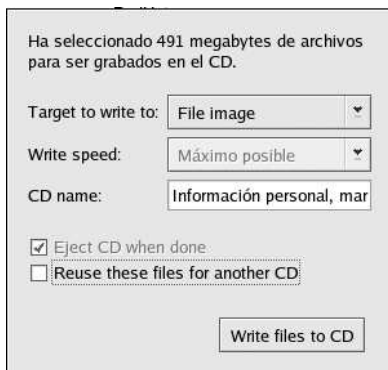 Ha seleccionado 491 megabytes de archivos
para ser grabados en el CD.
Target to write to: File image
Write speed: Máximo posible
CD name: Información personal, mar
Eject CD when done
Reuse these files for another CD
Write files to CD